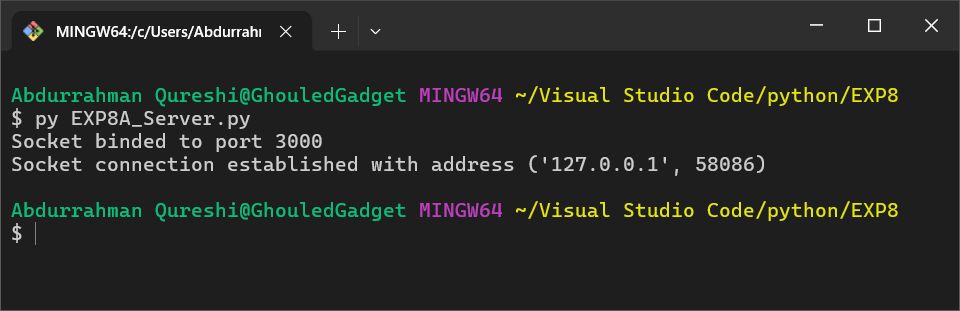 MINGW64:/c/Users/Abdurrahr
Abdurrahman Qureshi@GhouledGadget MINGW64 ~/Visual Studio Code/python/EXP8
$ py EXP8A_Server.py
Socket binded to port 3000
Socket connection established with address ('127.0.0.1', 58086)
Abdurrahman Qureshi@GhouledGadget MINGW64 ~/Visual Studio Code/python/EXP8
$